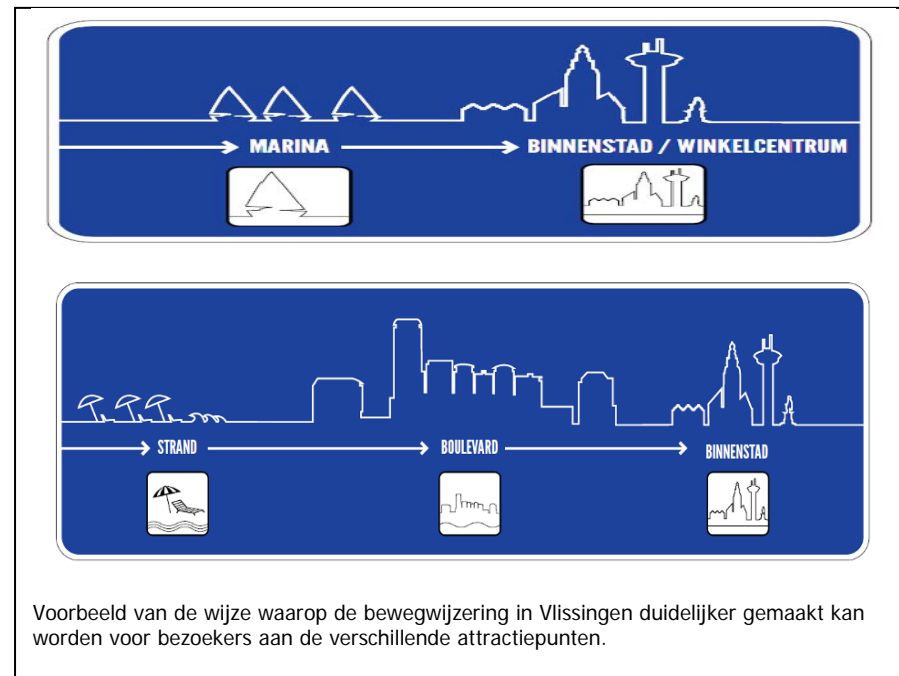 MARINA BINNENSTAD / WINKELCENTRUM
STRAND BOULEVARD BINNENSTAD
Voorbeeld van de wijze waarop de bewegwijzering in Vlissingen duidelijker gemaakt kan
worden voor bezoekers aan de verschillende attractiepunten.